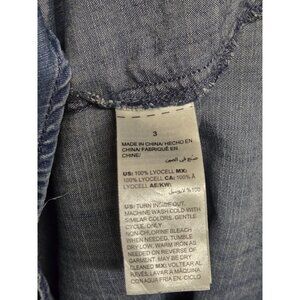 3
MADE IN CHINA/ HECHO EN
CHINA/ FABRIQUÉ EN
CHINE/
صنع في الصين
US: 100% LYOCELL MX:
100% LYOCELL CA: 100% À
LYOCELL AE/KW:
100% لايوسيل
US: TURN INSIDE OUT.
MACHINE WASH COLD WITH
SIMILAR COLORS, GENTLE
CYCLE. ONLY
NON-CHLORINE BLEACH
WHEN NEEDED, TUMBLE
DRY LOW, WARM IRON AS
NEEDED ON REVERSE OF
GARMENT, MAY BE DRY
CLEANED MX: VOLTEAR AL
REVÉS, LAVAR A MÁQUINA
CON AGUA FRÍA, EN CICLO